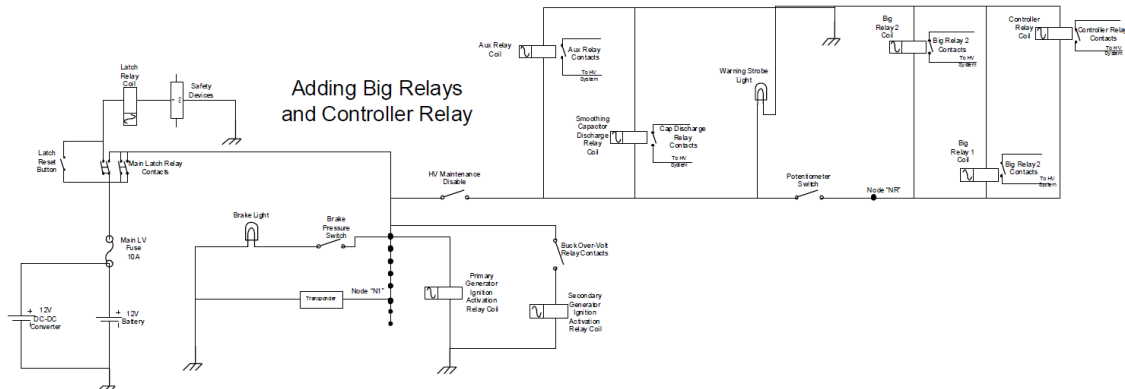 Adding Big Relays
and Controller Relay
Latch
Relay
Coil
Safety
Devices
Latch
Reset
Button
Main Latch Relay
Contacts
Main LV
Fuse
10A
12V
DC-DC
Converter
12V
Battery
Brake Light
Brake
Pressure
Switch
Transponder
Node "N1"
Primary
Generator
Ignition
Activation
Relay Coil
Buck Over-Volt
Relay Contacts
Secondary
Generator
Ignition
Activation
Relay Coil
HV Maintenance
Disable
Aux Relay
Coil
Aux Relay
Contacts
To HV
System
Smoothing
Capacitor
Discharge
Relay
Coil
Cap Discharge
Relay
Contacts
To HV
System
Warning Strobe
Light
Potentiometer
Switch
Node "NR"
Big
Relay 2
Coil
Big Relay 2
Contacts
To HV
System
Big
Relay 1
Coil
Big Relay 2
Contacts
To HV
System
Controller
Relay Coil
Controller Relay
Contacts
To HV
System